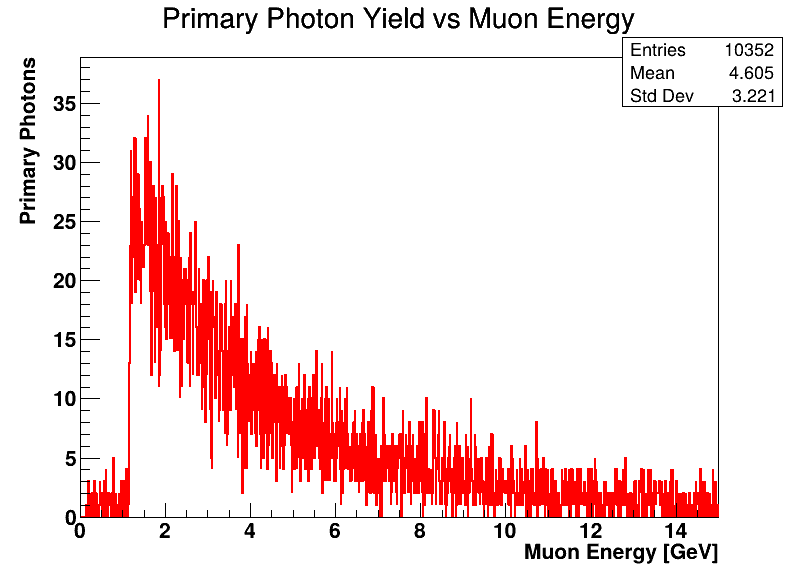 Primary Photon Yield vs Muon Energy
Entries 10352
Mean 4.605
Std Dev 3.221
Primary Photons
35
30
25
20
15
10
5
0
0 2 4 6 8 10 12 14
Muon Energy [GeV]